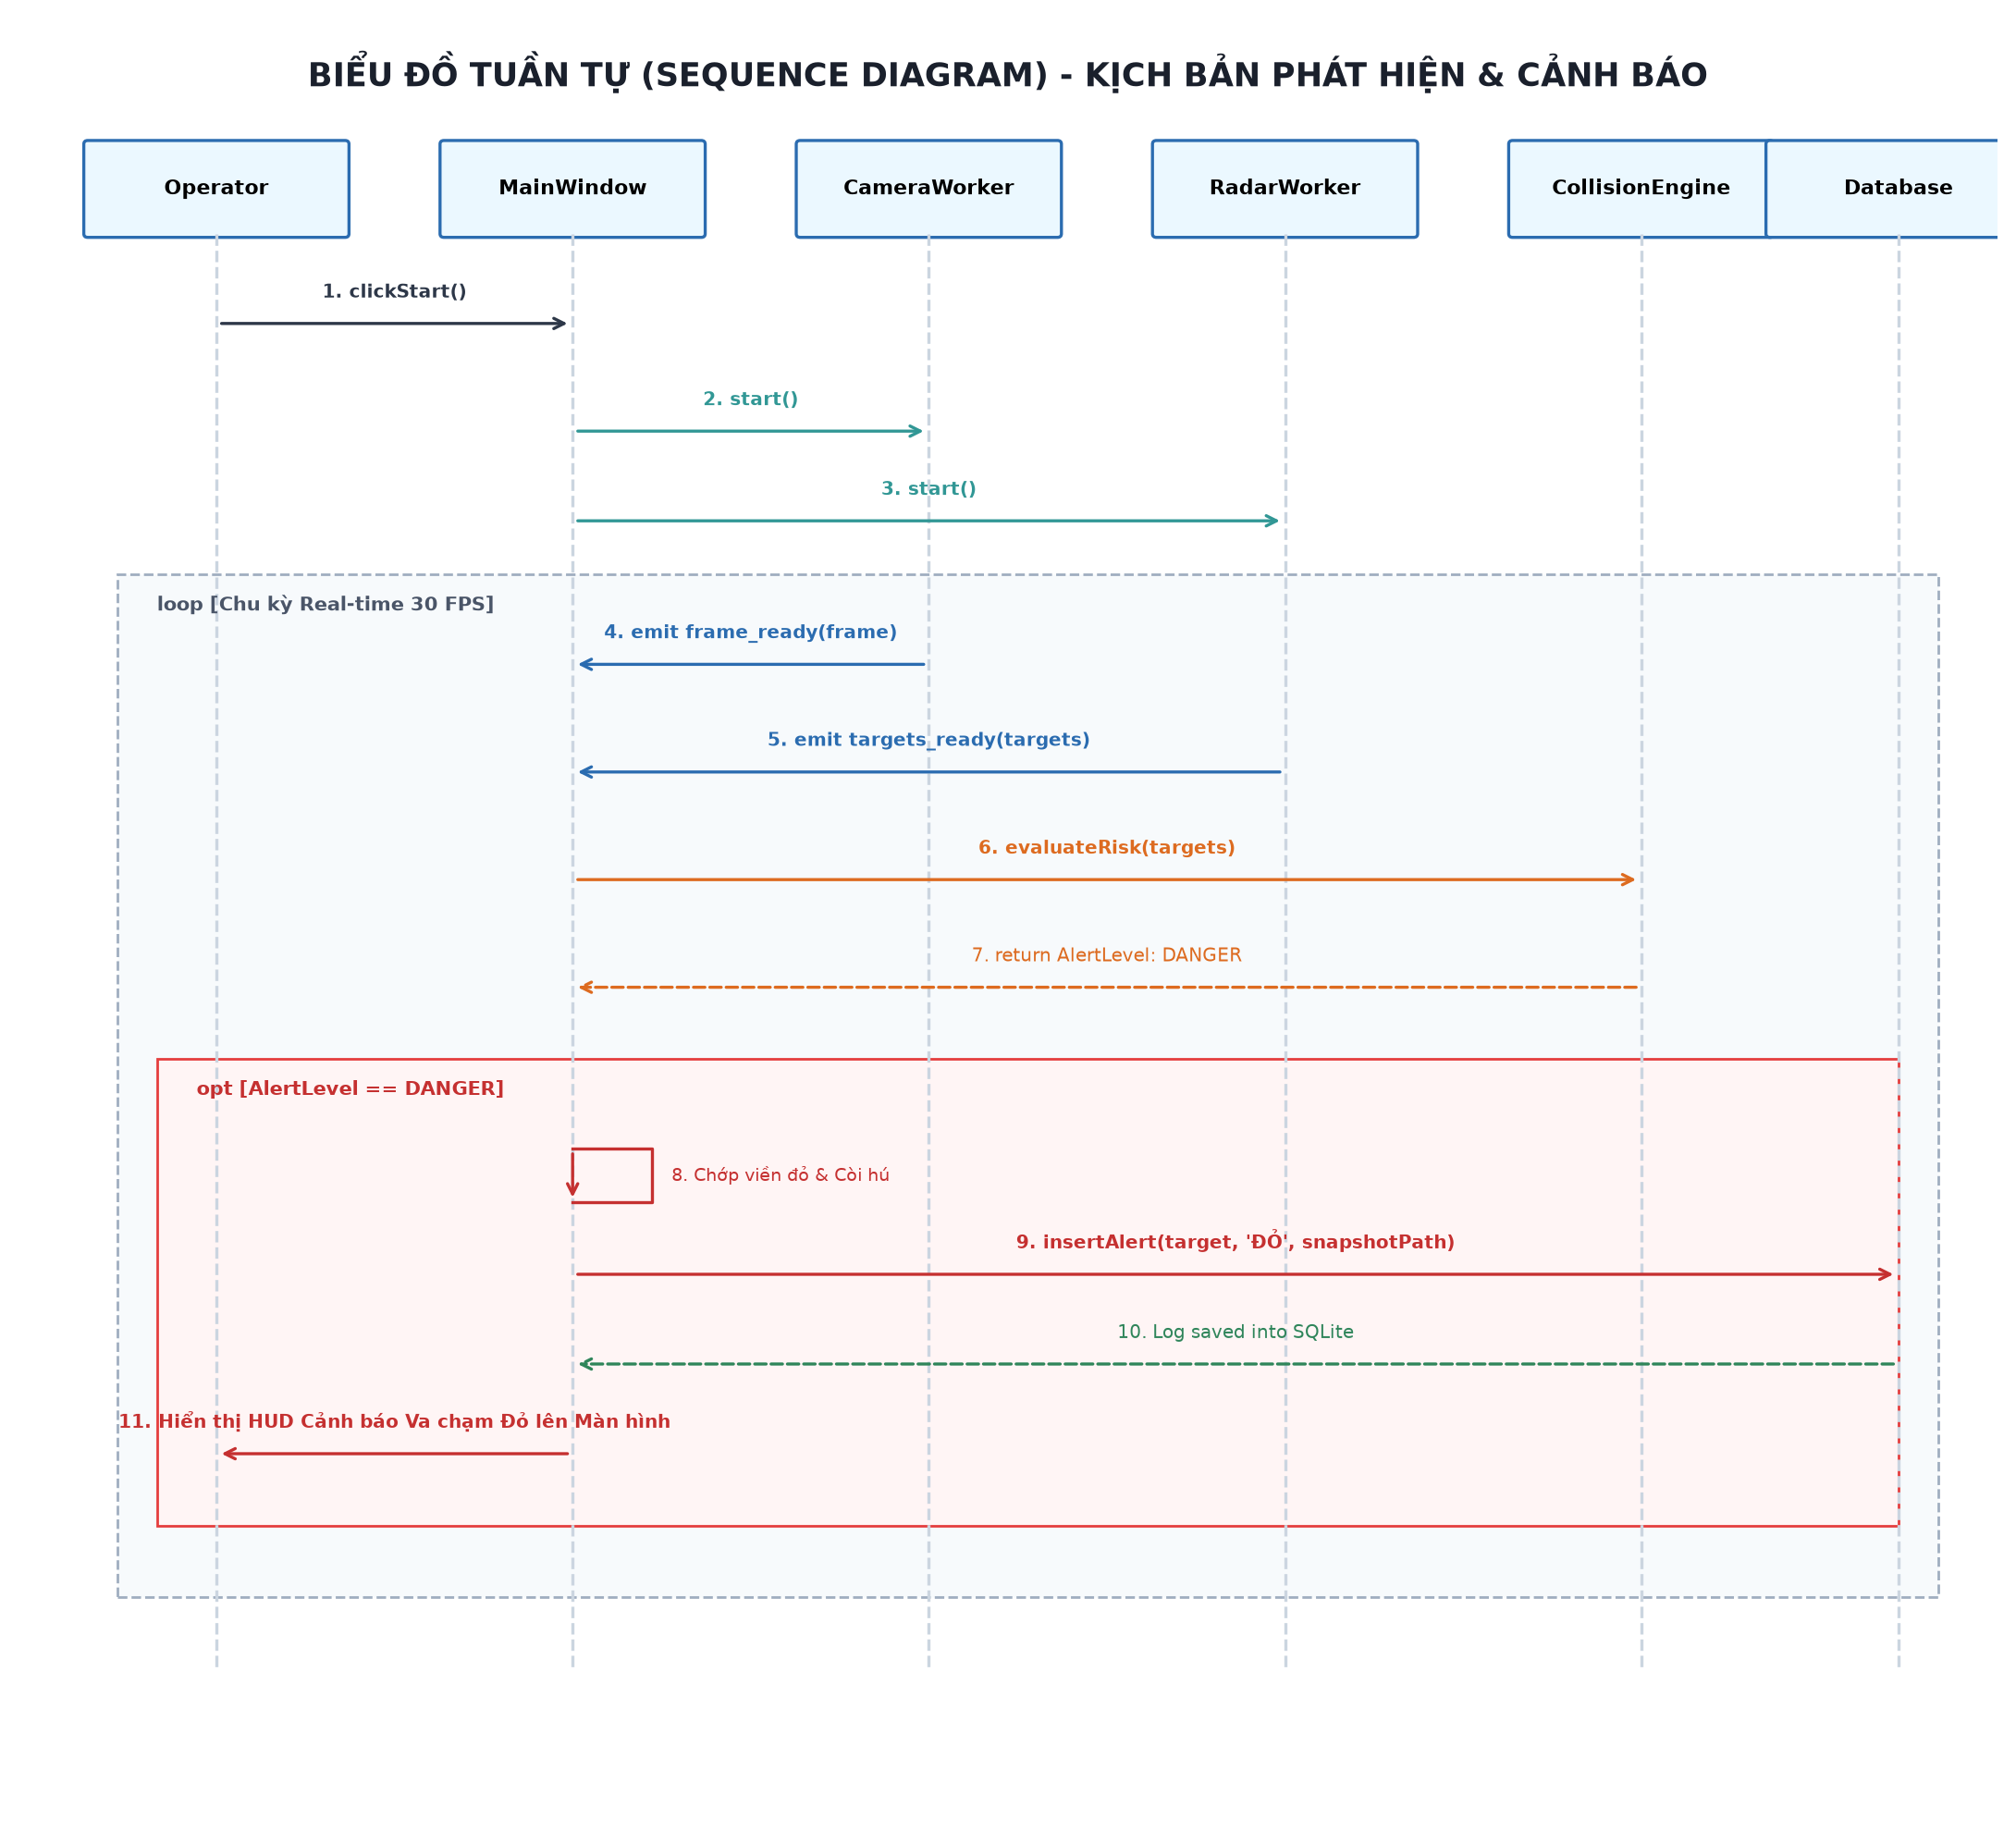 BIỂU ĐỒ TUẦN TỰ (SEQUENCE DIAGRAM) - KỊCH BẢN PHÁT HIỆN & CẢNH BÁO
Operator
MainWindow
CameraWorker
RadarWorker
CollisionEngine
Database
1. clickStart()
2. start()
3. start()
loop [Chu kỳ Real-time 30 FPS]
4. emit frame_ready(frame)
5. emit targets_ready(targets)
6. evaluateRisk(targets)
7. return AlertLevel: DANGER
opt [AlertLevel == DANGER]
8. Chớp viền đỏ & Còi hú
9. insertAlert(target, 'ĐỎ', snapshotPath)
10. Log saved into SQLite
11. Hiển thị HUD Cảnh báo Va chạm Đỏ lên Màn hình